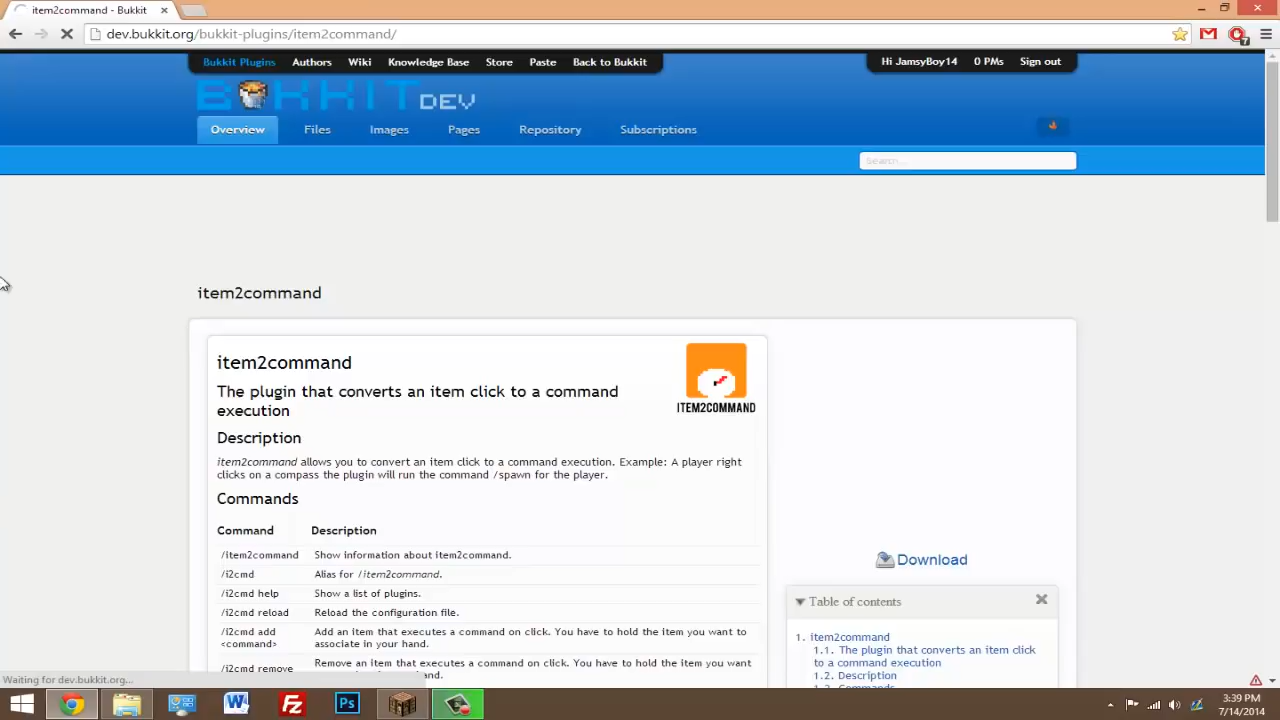 item2command - Bukkit
dev.bukkit.org/bukkit-plugins/item2command/
7
Bukkit Plugins Authors Wiki Knowledge Base Store Paste Back to Bukkit
Hi JamsyBoy14 0 PMs Sign out
BUKKIT DEV
Overview Files Images Pages Repository Subscriptions
Search...
item2command
item2command
The plugin that converts an item click to a command
execution
ITEM2COMMAND
Description
item2command allows you to convert an item click to a command execution. Example: A player right
clicks on a compass the plugin will run the command /spawn for the player.
Commands
Command Description
/item2command Show information about item2command.
/i2cmd Alias for /item2command.
/i2cmd help Show a list of plugins.
/i2cmd reload Reload the configuration file.
/i2cmd add
<command>
Add an item that executes a command on click. You have to hold the item you want to
associate in your hand.
/i2cmd remove
Remove an item that executes a command on click. You have to hold the item you want
Download
Table of contents
1. item2command
1.1. The plugin that converts an item click
to a command execution
1.2. Description
1.3. Commands
Waiting for dev.bukkit.org...
W
Fz
Ps
3:39 PM
7/14/2014